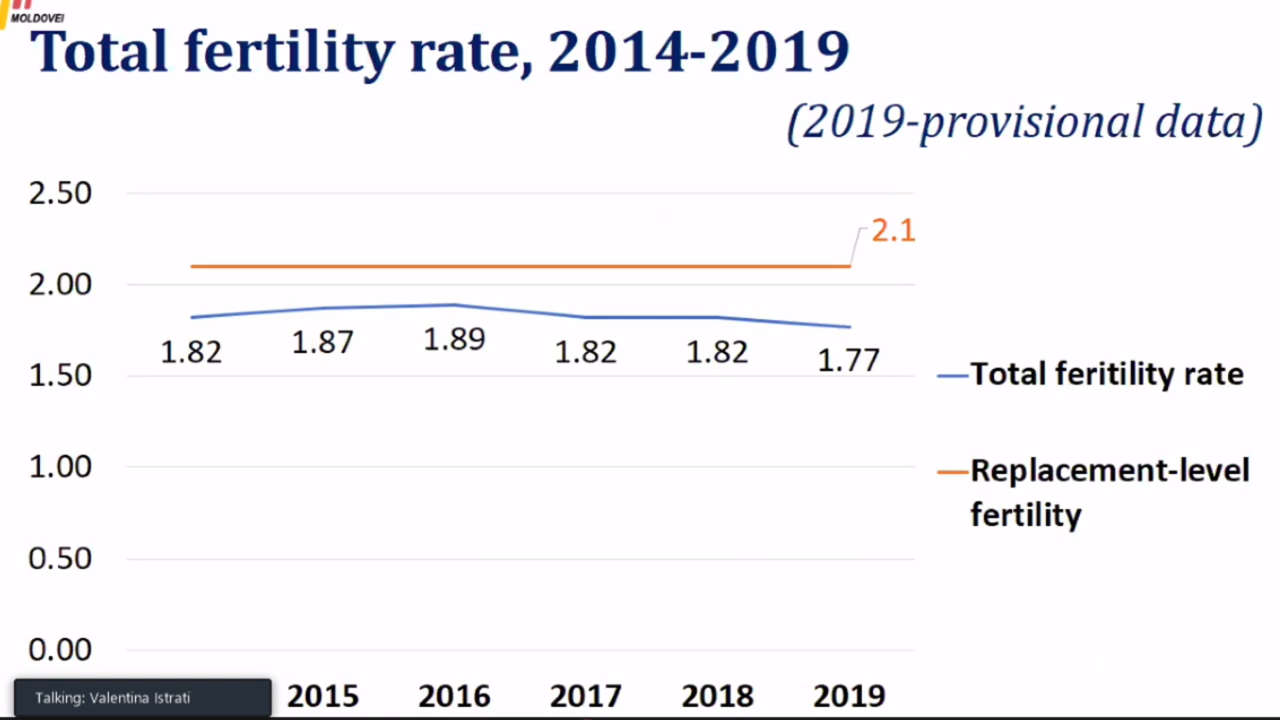 MOLDOVEI
Total fertility rate, 2014-2019
(2019-provisional data)
2.50
2.1
2.00
1.82 1.87 1.89 1.82 1.82 1.77
1.50
Total feritility rate
1.00
Replacement-level
fertility
0.50
0.00
Talking: Valentina Istrati
2015 2016 2017 2018 2019